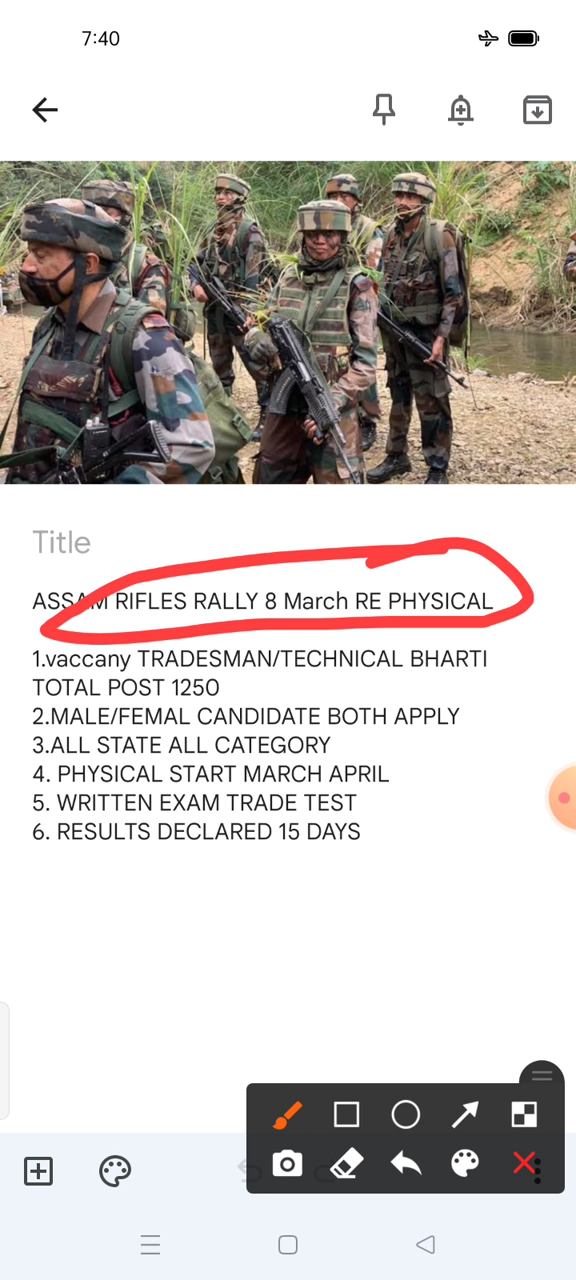 7:40
Title
ASSAM RIFLES RALLY 8 March RE PHYSICAL
1.vaccany TRADESMAN/TECHNICAL BHARTI
TOTAL POST 1250
2.MALE/FEMAL CANDIDATE BOTH APPLY
3.ALL STATE ALL CATEGORY
4. PHYSICAL START MARCH APRIL
5. WRITTEN EXAM TRADE TEST
6. RESULTS DECLARED 15 DAYS